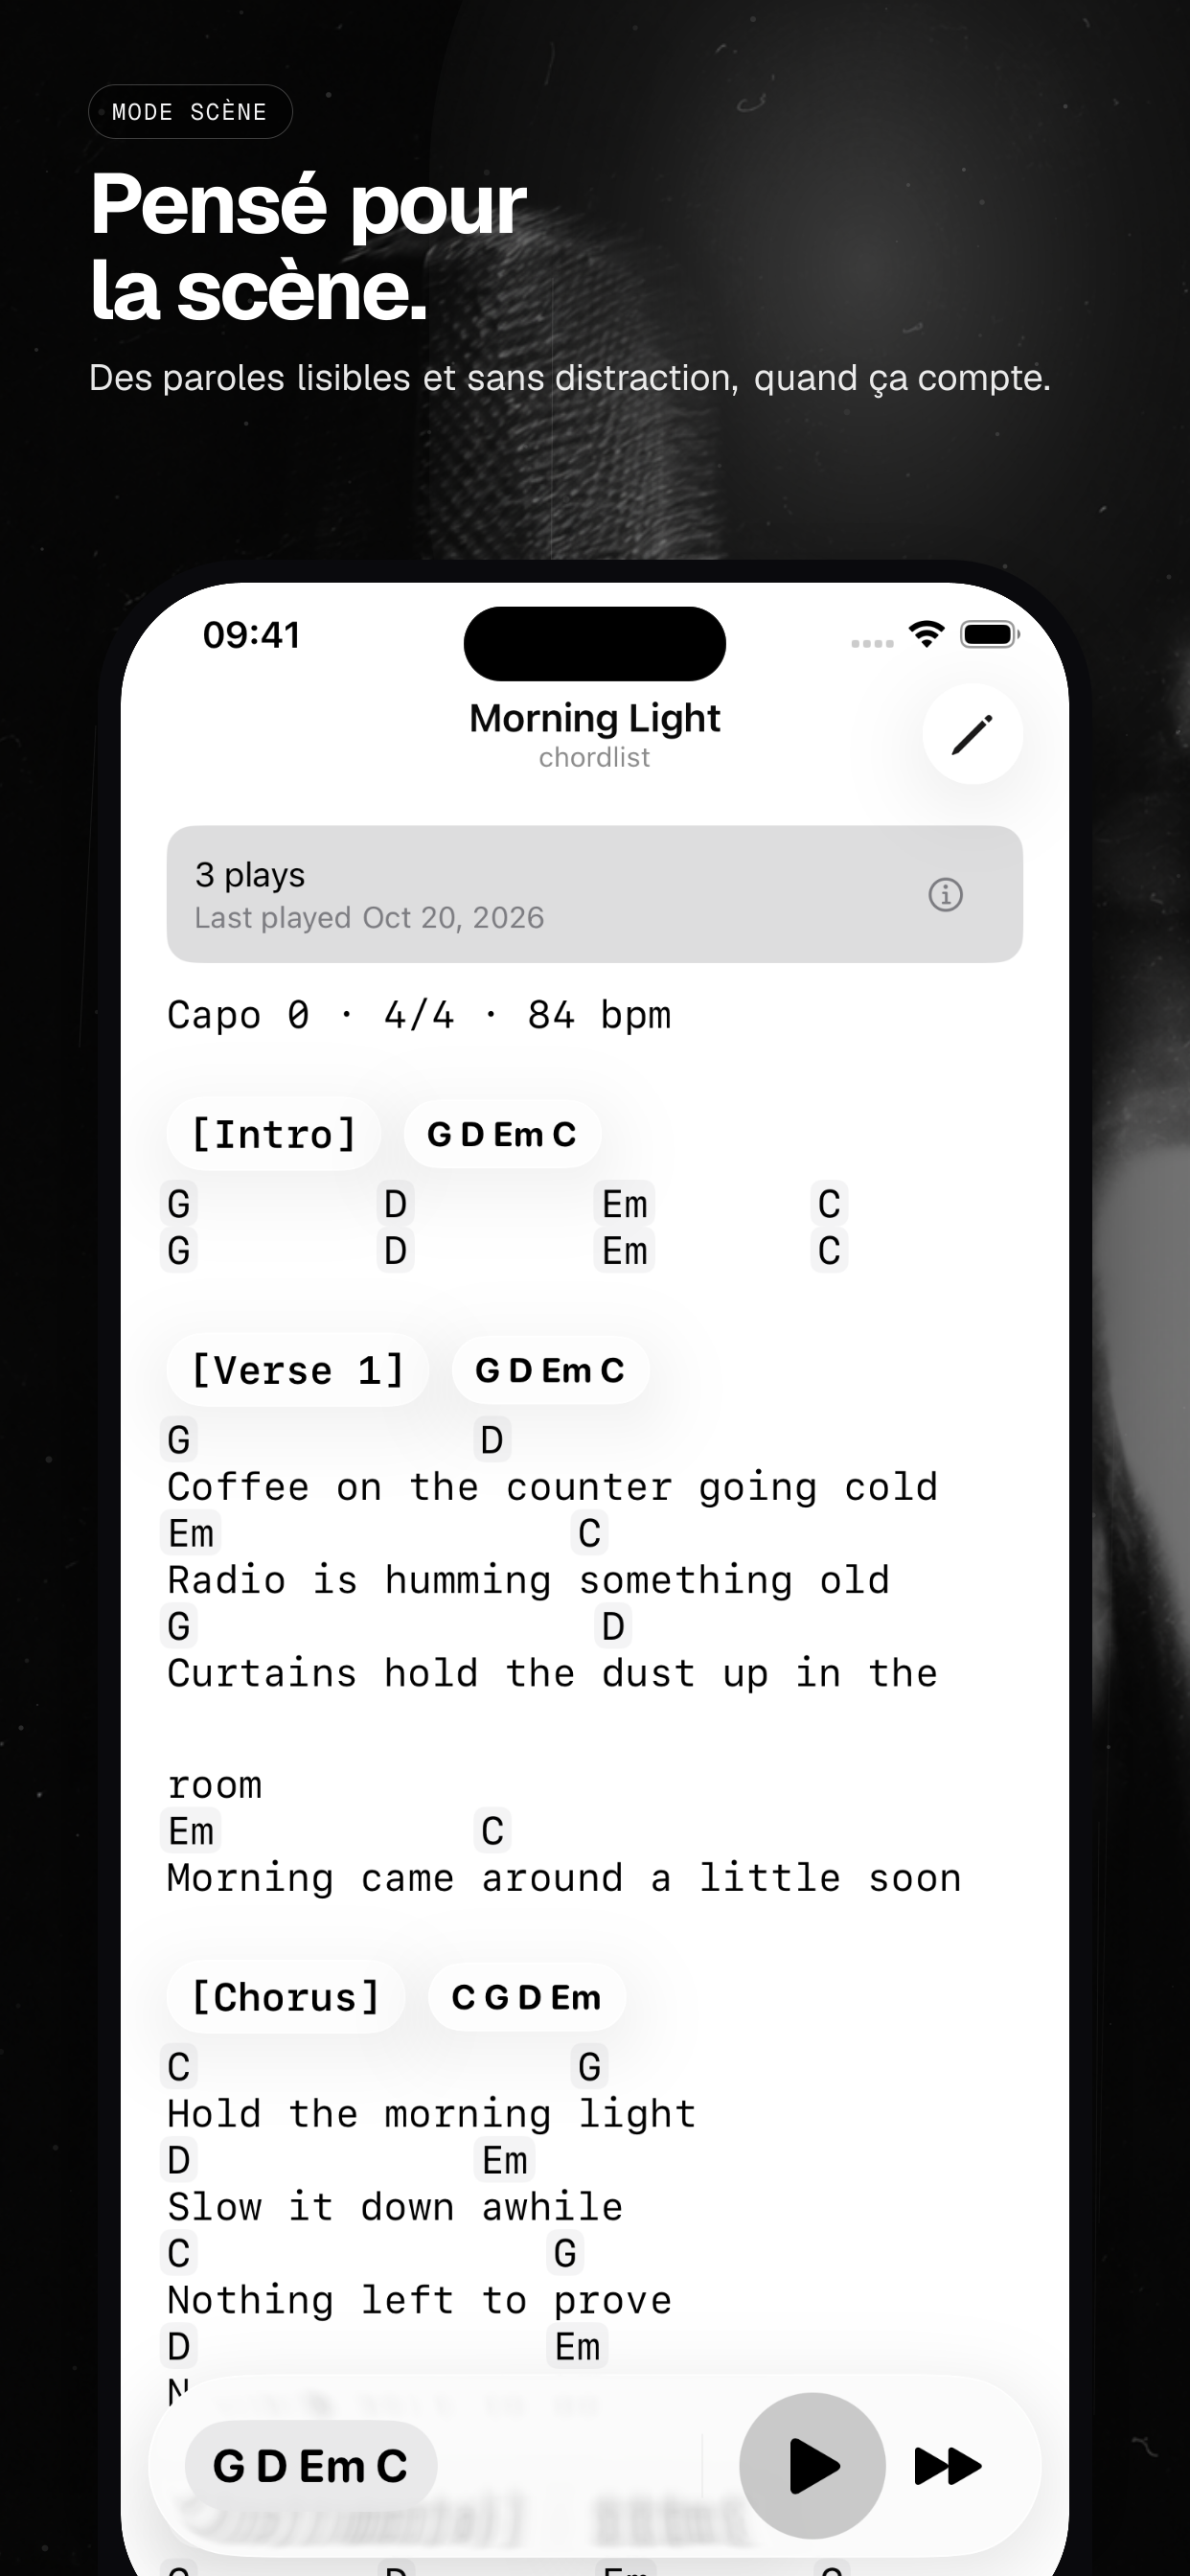 MODE SCÈNE
Pensé pour
la scène.
Des paroles lisibles et sans distraction, quand ça compte.
09:41
Morning Light
chordlist
3 plays
Last played Oct 20, 2026
Capo 0 · 4/4 · 84 bpm
[Intro] G D Em C
G D Em C
G D Em C
[Verse 1] G D Em C
G D
Coffee on the counter going cold
Em C
Radio is humming something old
G D
Curtains hold the dust up in the
room
Em C
Morning came around a little soon
[Chorus] C G D Em
C G
Hold the morning light
D Em
Slow it down awhile
C G
Nothing left to prove
D Em
G D Em C